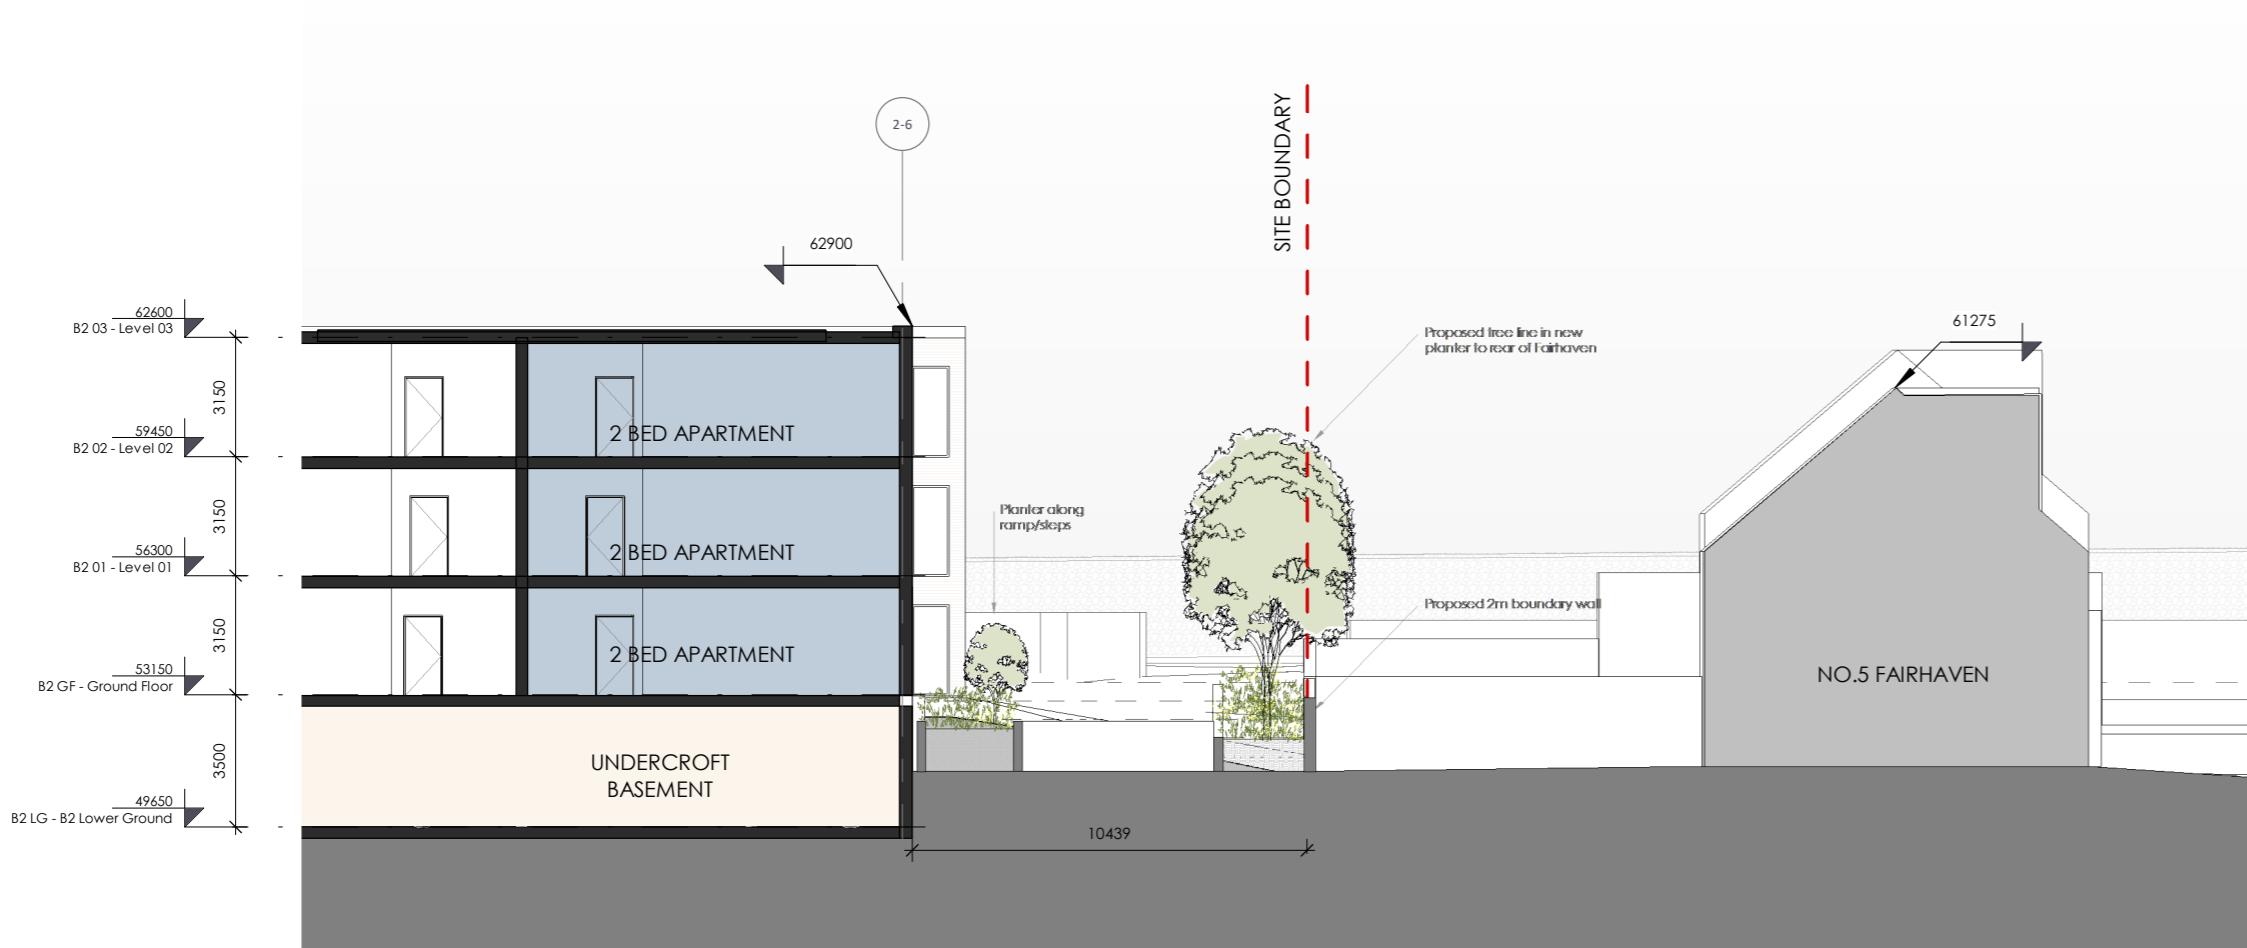 2-6
SITE BOUNDARY
62900
62600
B2 03 - Level 03
3150
59450
B2 02 - Level 02
3150
56300
B2 01 - Level 01
3150
53150
B2 GF - Ground Floor
3500
49650
B2 LG - B2 Lower Ground
2 BED APARTMENT
2 BED APARTMENT
2 BED APARTMENT
UNDERCROFT
BASEMENT
Planter along
ramp/steps
Proposed tree line in new
planter to rear of Fairhaven
Proposed 2m boundary wall
61275
NO.5 FAIRHAVEN
10439